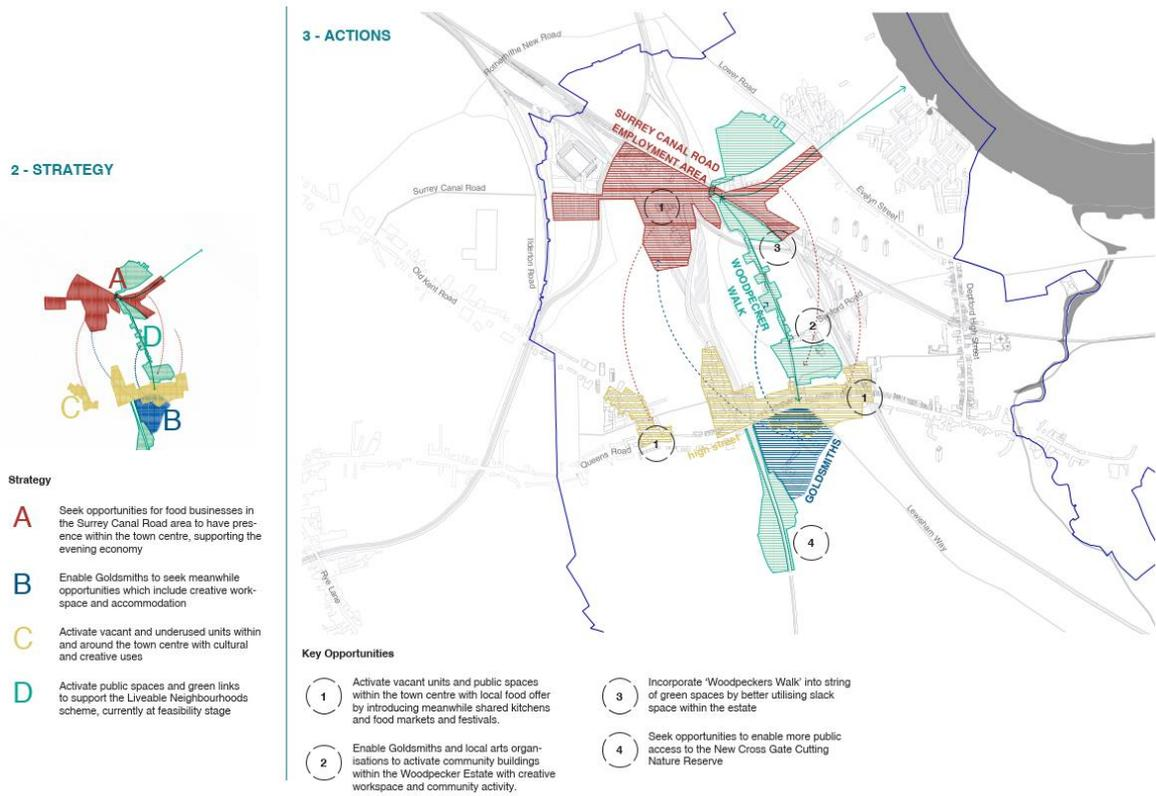 2 - STRATEGY
A
D
C
B
Strategy
A
Seek opportunities for food businesses in
the Surrey Canal Road area to have pres-
ence within the town centre, supporting the
evening economy
B
Enable Goldsmiths to seek meanwhile
opportunities which include creative work-
space and accommodation
C
Activate vacant and underused units within
and around the town centre with cultural
and creative uses
D
Activate public spaces and green links
to support the Liveable Neighbourhoods
scheme, currently at feasibility stage
3 - ACTIONS
Rotherhithe New Road
Lower Road
SURREY CANAL ROAD
EMPLOYMENT AREA
Surrey Canal Road
1
Evelyn Street
Ilderton Road
3
Old Kent Road
WOODPECKER
WALK
Deptford High Street
2
Sanford Road
1
1
high street
Queens Road
GOLDSMITHS
Lewisham Way
4
Rye Lane
Key Opportunities
1
Activate vacant units and public spaces
within the town centre with local food offer
by introducing meanwhile shared kitchens
and food markets and festivals.
2
Enable Goldsmiths and local arts organ-
isations to activate community buildings
within the Woodpecker Estate with creative
workspace and community activity.
3
Incorporate ‘Woodpeckers Walk’ into string
of green spaces by better utilising slack
space within the estate
4
Seek opportunities to enable more public
access to the New Cross Gate Cutting
Nature Reserve